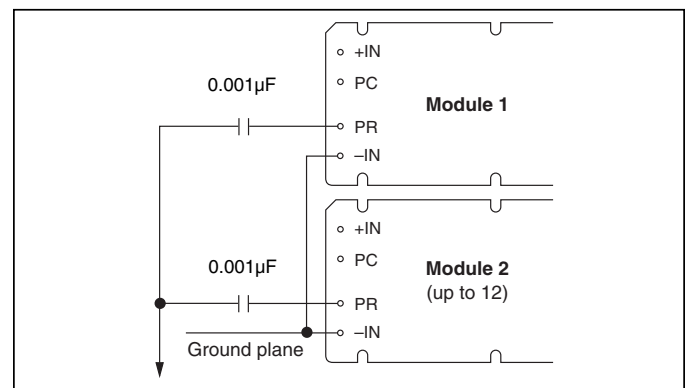 +IN
0.001µF
PC
Module 1
PR
–IN
+IN
0.001µF
PC
Module 2
(up to 12)
PR
–IN
Ground plane